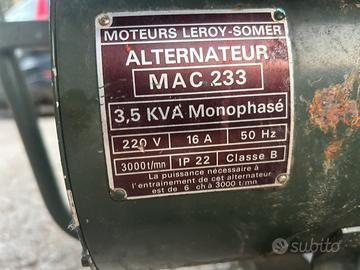 MOTEURS LEROY-SOMER
ALTERNATEUR
MAC 233
3,5 KVA Monophasé
220 V 16 A 50 Hz
3000t/mn IP 22 Classe B
La puissance nécessaire à
l'entrainement de cet alternateur
est de 6 ch à 3000 t/mn
subito